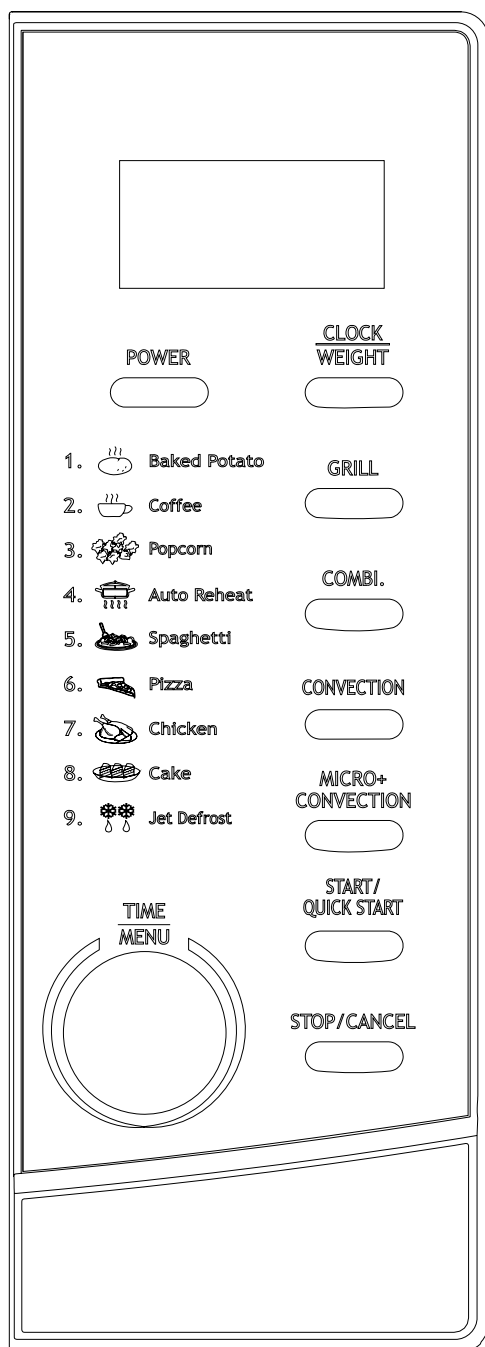 POWER
CLOCK
WEIGHT
1. Baked Potato
2. Coffee
3. Popcorn
4. Auto Reheat
5. Spaghetti
6. Pizza
7. Chicken
8. Cake
9. Jet Defrost
GRILL
COMBI.
CONVECTION
MICRO+
CONVECTION
TIME
MENU
START/
QUICK START
STOP/CANCEL